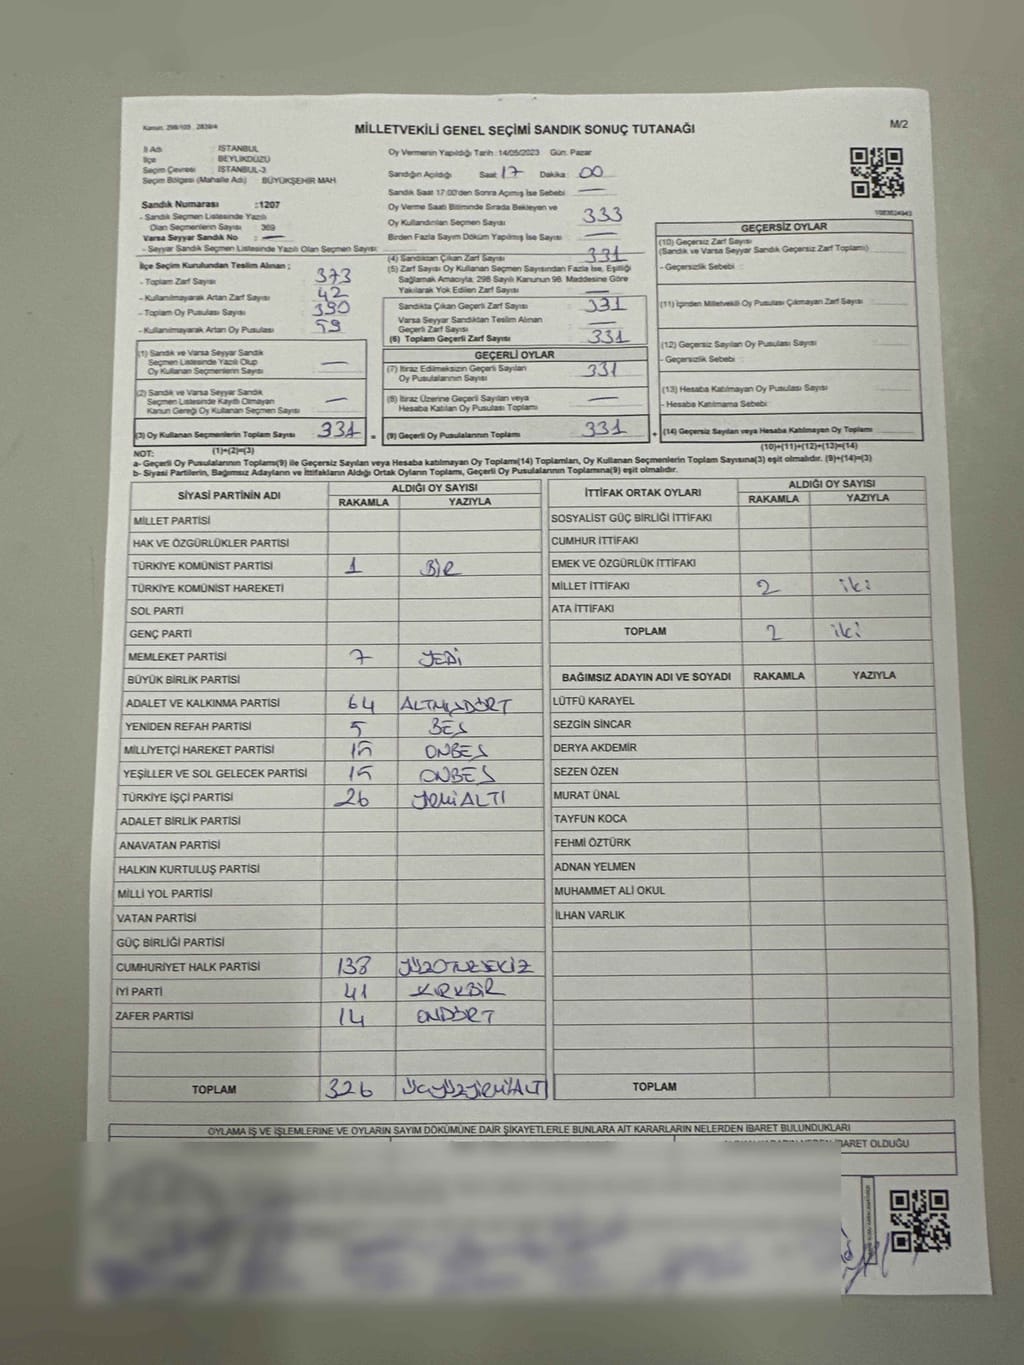 Kanun: 298/105 , 2839/4
MİLLETVEKİLİ GENEL SEÇİMİ SANDIK SONUÇ TUTANAĞI
M/2
İl Adı : İSTANBUL
İlçe : BEYLİKDÜZÜ
Seçim Çevresi : İSTANBUL-3
Seçim Bölgesi (Mahalle Adı) : BÜYÜKŞEHİR MAH
Sandık Numarası :1207
- Sandık Seçmen Listesinde Yazılı
Olan Seçmenlerin Sayısı : 369
Varsa Seyyar Sandık No : —
- Seyyar Sandık Seçmen Listesinde Yazılı Olan Seçmen Sayısı:
Oy Vermenin Yapıldığı Tarih :14/05/2023 Gün: Pazar
Sandığın Açıldığı Saat : 17 Dakika : 00
Sandık Saat 17:00'den Sonra Açımış İse Sebebi : —
Oy Verme Saati Bitiminde Sırada Bekleyen ve
Oy Kullandırılan Seçmen Sayısı : 333
Birden Fazla Sayım Döküm Yapılmış İse Sayısı : —
1083624943
İlçe Seçim Kurulundan Teslim Alınan ;
- Toplam Zarf Sayısı : 373
- Kullanılmayarak Artan Zarf Sayısı : 42
- Toplam Oy Pusulası Sayısı : 390
- Kullanılmayarak Artan Oy Pusulası : 59
(4) Sandıktan Çıkan Zarf Sayısı : 331
(5) Zarf Sayısı Oy Kullanan Seçmen Sayısından Fazla İse, Eşitliği
Sağlamak Amacıyla, 298 Sayılı Kanunun 98. Maddesine Göre
Yakılarak Yok Edilen Zarf Sayısı : —
Sandıkta Çıkan Geçerli Zarf Sayısı : 331
Varsa Seyyar Sandıktan Teslim Alınan
Geçerli Zarf Sayısı : —
(6) Toplam Geçerli Zarf Sayısı : 331
GEÇERSİZ OYLAR
(10) Geçersiz Zarf Sayısı :
(Sandık ve Varsa Seyyar Sandık Geçersiz Zarf Toplamı)
- Geçersizlik Sebebi :
(11) İçinden Milletvekili Oy Pusulası Çıkmayan Zarf Sayısı :
(12) Geçersiz Sayılan Oy Pusulası Sayısı :
- Geçersizlik Sebebi :
(13) Hesaba Katılmayan Oy Pusulası Sayısı :
- Hesaba Katılmama Sebebi:
(14) Geçersiz Sayılan veya Hesaba Katılmayan Oy Toplamı :
(10)+(11)+(12)+(13)=(14)
(1) Sandık ve Varsa Seyyar Sandık
Seçmen Listesinde Yazılı Olup
Oy Kullanan Seçmenlerin Sayısı : —
(2) Sandık ve Varsa Seyyar Sandık
Seçmen Listesinde Kayıtlı Olmayan
Kanun Gereği Oy Kullanan Seçmen Sayısı : —
(3) Oy Kullanan Seçmenlerin Toplam Sayısı : 331 =
(1)+(2)=(3)
GEÇERLİ OYLAR
(7) İtiraz Edilmeksizin Geçerli Sayılan
Oy Pusulalarının Sayısı : 331
(8) İtiraz Üzerine Geçerli Sayılan veya
Hesaba Katılan Oy Pusulası Toplamı : —
(9) Geçerli Oy Pusulalarının Toplamı : 331 +
NOT:
a- Geçerli Oy Pusulalarının Toplamı(9) ile Geçersiz Sayılan veya Hesaba katılmayan Oy Toplamı(14) Toplamları, Oy Kullanan Seçmenlerin Toplam Sayısına(3) eşit olmalıdır. (9)+(14)=(3)
b- Siyasi Partilerin, Bağımsız Adayların ve İttifakların Aldığı Ortak Oyların Toplamı, Geçerli Oy Pusulalarının Toplamına(9) eşit olmalıdır.
SİYASİ PARTİNİN ADI ALDIĞI OY SAYISI
RAKAMLA YAZIYLA
MİLLET PARTİSİ
HAK VE ÖZGÜRLÜKLER PARTİSİ
TÜRKİYE KOMÜNİST PARTİSİ 1 BİR
TÜRKİYE KOMÜNİST HAREKETİ
SOL PARTİ
GENÇ PARTİ
MEMLEKET PARTİSİ 7 YEDİ
BÜYÜK BİRLİK PARTİSİ
ADALET VE KALKINMA PARTİSİ 64 ALTMIŞDÖRT
YENİDEN REFAH PARTİSİ 5 BEŞ
MİLLİYETÇİ HAREKET PARTİSİ 15 ONBEŞ
YEŞİLLER VE SOL GELECEK PARTİSİ 15 ONBEŞ
TÜRKİYE İŞÇİ PARTİSİ 26 YİRMİALTI
ADALET BİRLİK PARTİSİ
ANAVATAN PARTİSİ
HALKIN KURTULUŞ PARTİSİ
MİLLİ YOL PARTİSİ
VATAN PARTİSİ
GÜÇ BİRLİĞİ PARTİSİ
CUMHURİYET HALK PARTİSİ 138 YÜZOTUZSEKİZ
İYİ PARTİ 41 KIRKBİR
ZAFER PARTİSİ 14 ONDÖRT
TOPLAM 326 ÜÇYÜZYİRMİALTI
İTTİFAK ORTAK OYLARI ALDIĞI OY SAYISI
RAKAMLA YAZIYLA
SOSYALİST GÜÇ BİRLİĞİ İTTİFAKI
CUMHUR İTTİFAKI
EMEK VE ÖZGÜRLÜK İTTİFAKI
MİLLET İTTİFAKI 2 iki
ATA İTTİFAKI
TOPLAM 2 iki
BAĞIMSIZ ADAYIN ADI VE SOYADI RAKAMLA YAZIYLA
LÜTFÜ KARAYEL
SEZGİN SİNCAR
DERYA AKDEMİR
SEZEN ÖZEN
MURAT ÜNAL
TAYFUN KOCA
FEHMİ ÖZTÜRK
ADNAN YELMEN
MUHAMMET ALİ OKUL
İLHAN VARLIK
TOPLAM
OYLAMA İŞ VE İŞLEMLERİNE VE OYLARIN SAYIM DÖKÜMÜNE DAİR ŞİKAYETLERLE BUNLARA AİT KARARLARIN NELERDEN İBARET BULUNDUKLARI
İBARET OLDUĞU